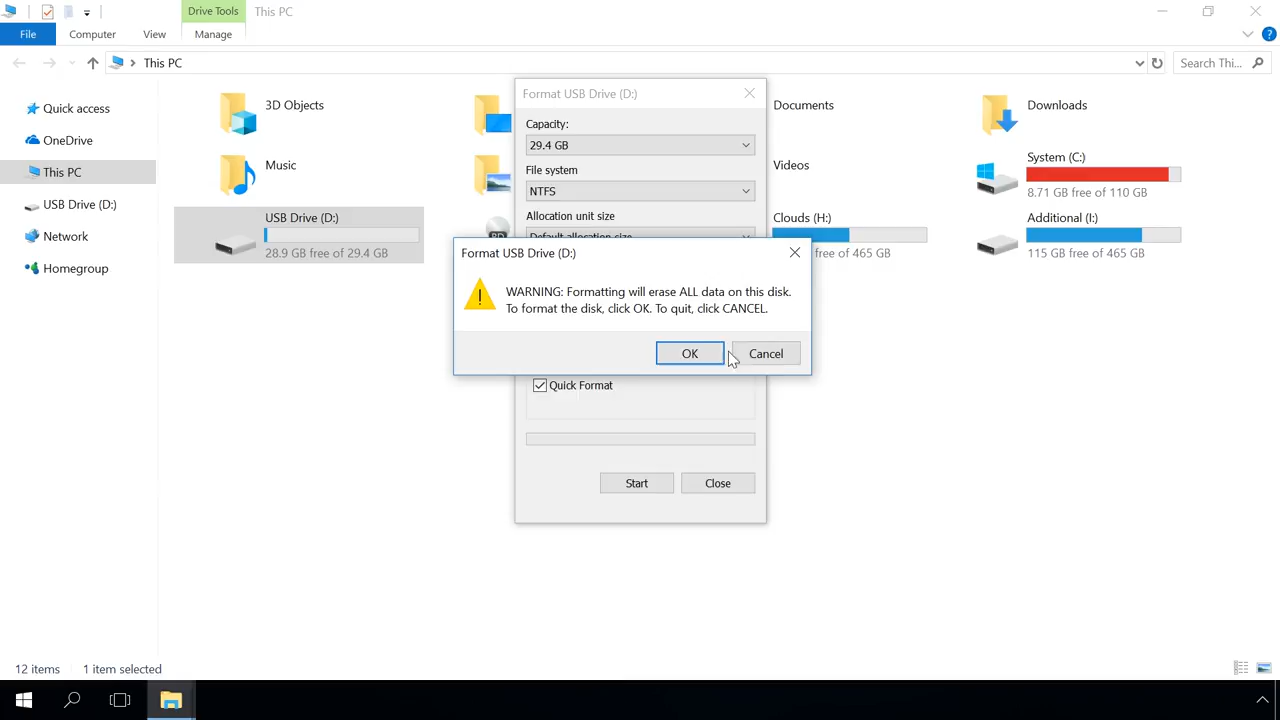 Drive Tools
This PC
File
Computer
View
Manage
This PC
Search Thi...
Quick access
OneDrive
This PC
USB Drive (D:)
Network
Homegroup
3D Objects
Documents
Downloads
Music
Videos
System (C:)
8.71 GB free of 110 GB
USB Drive (D:)
28.9 GB free of 29.4 GB
Clouds (H:)
free of 465 GB
Additional (I:)
115 GB free of 465 GB
Format USB Drive (D:)
Capacity:
29.4 GB
File system
NTFS
Allocation unit size
Default allocation size
Format USB Drive (D:)
WARNING: Formatting will erase ALL data on this disk.
To format the disk, click OK. To quit, click CANCEL.
OK
Cancel
Quick Format
Start
Close
12 items
1 item selected